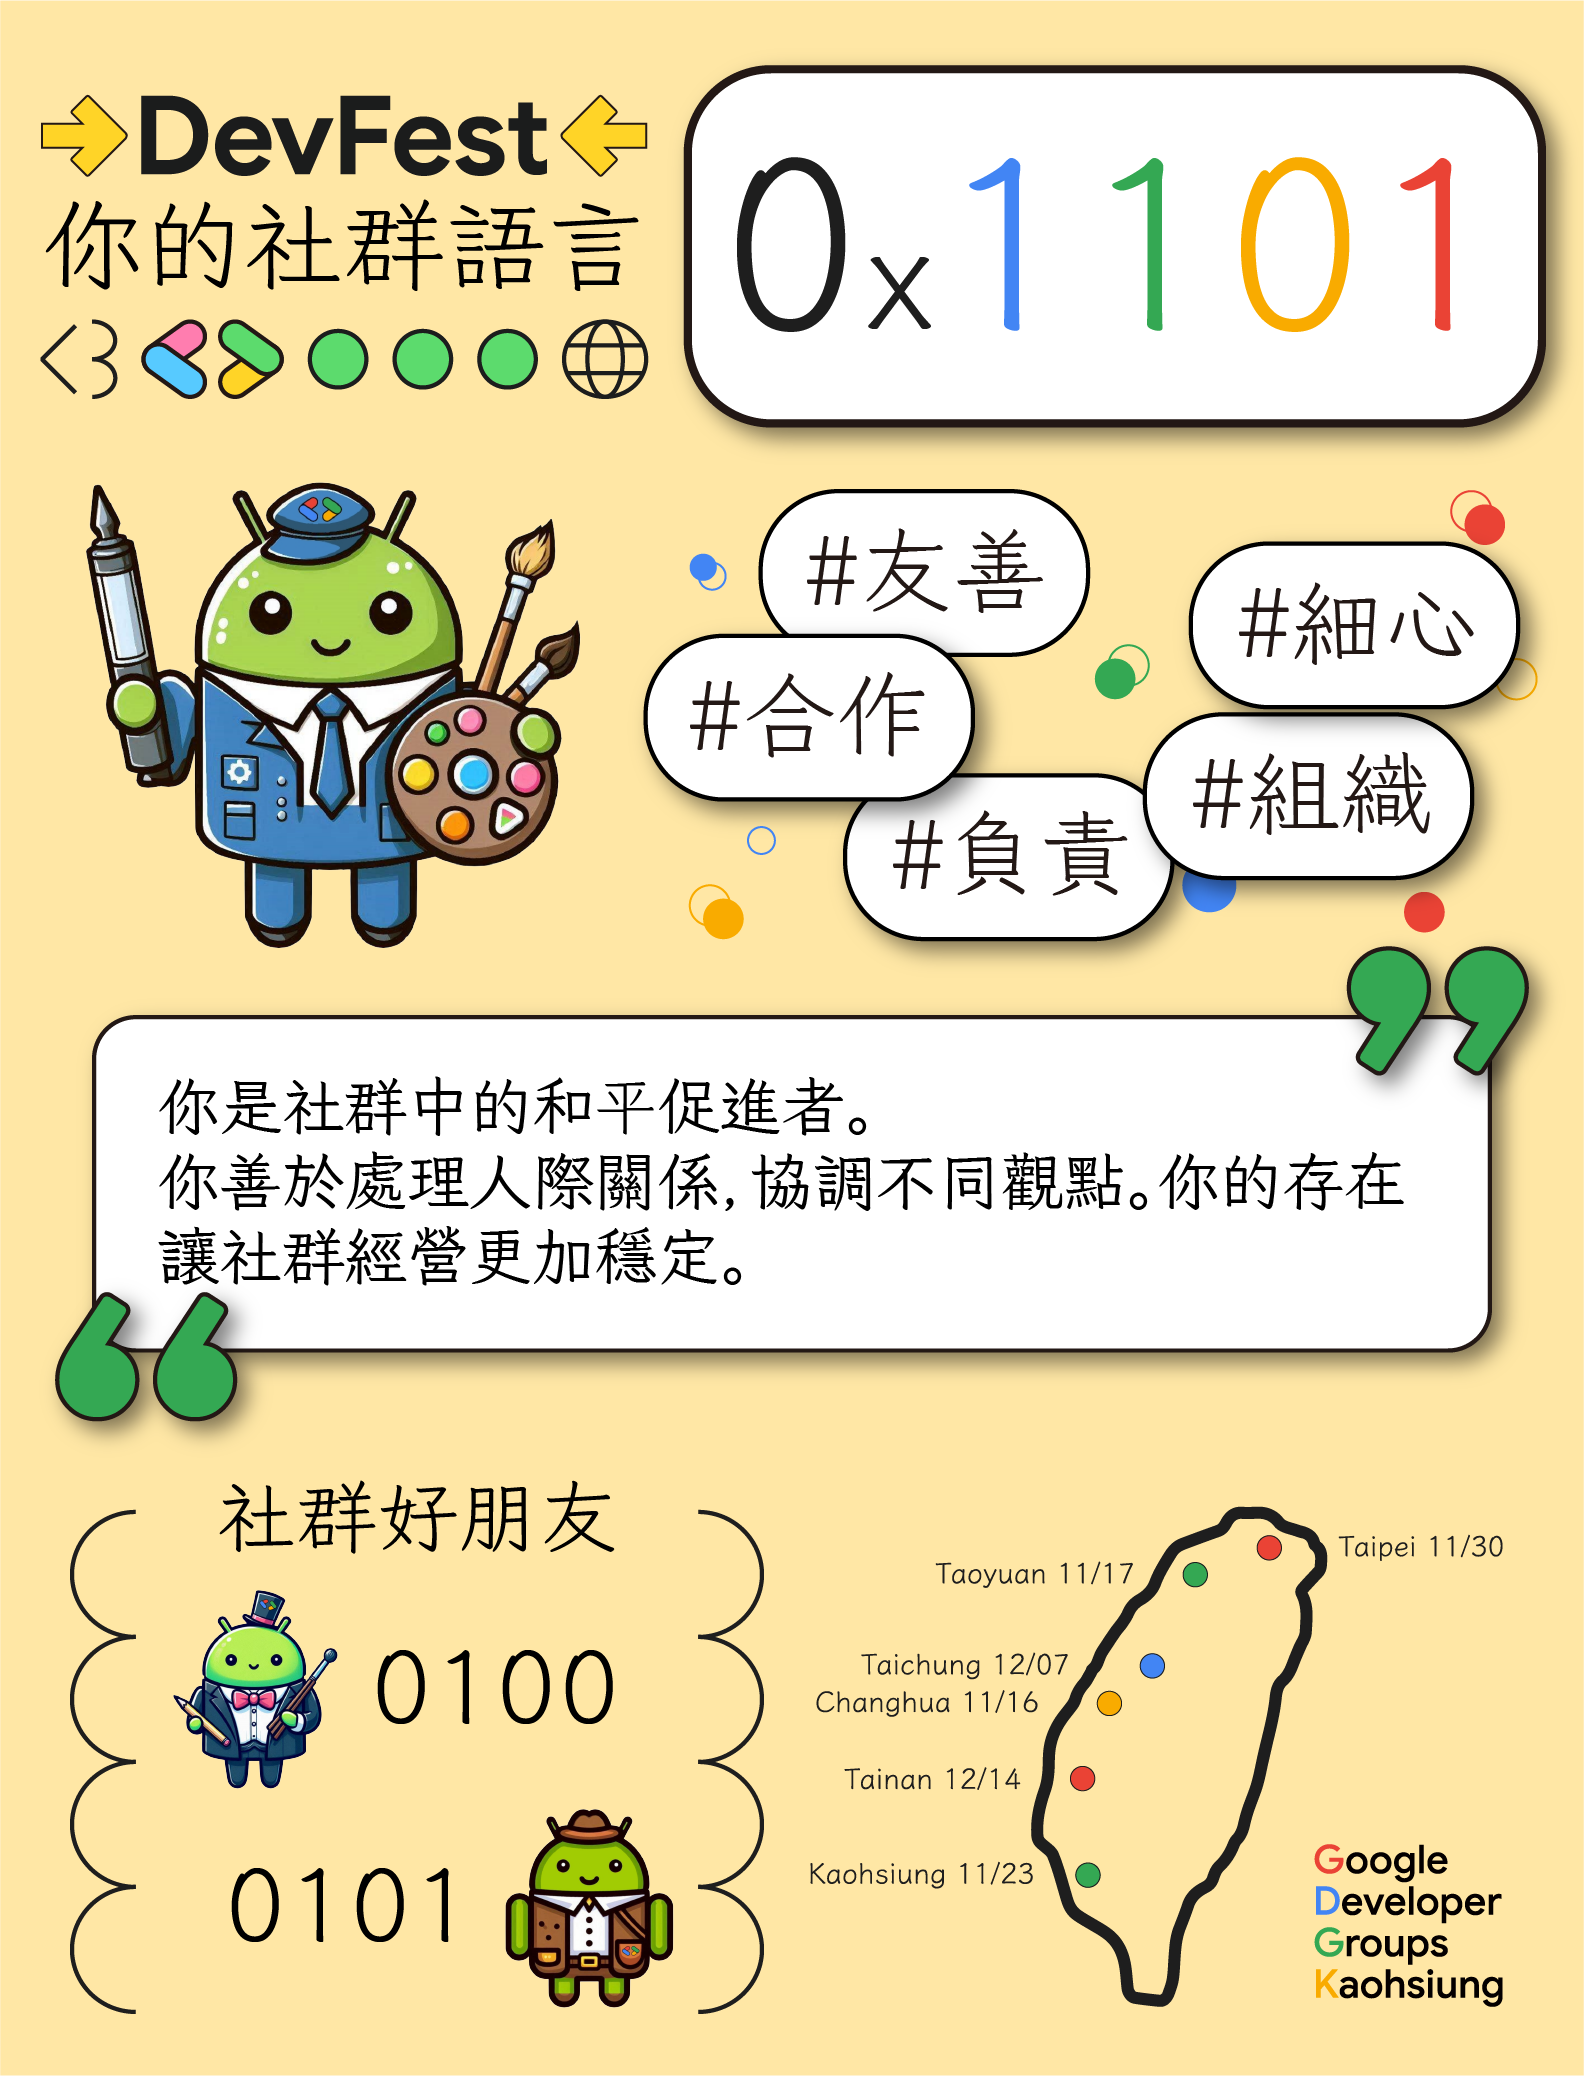 DevFest
你的社群語言
0x1101
#友善
#細心
#合作
#組織
#負責
你是社群中的和平促進者。
你善於處理人際關係,協調不同觀點。你的存在
讓社群經營更加穩定。
社群好朋友
0100
0101
Taipei 11/30
Taoyuan 11/17
Taichung 12/07
Changhua 11/16
Tainan 12/14
Kaohsiung 11/23
Google
Developer
Groups
Kaohsiung